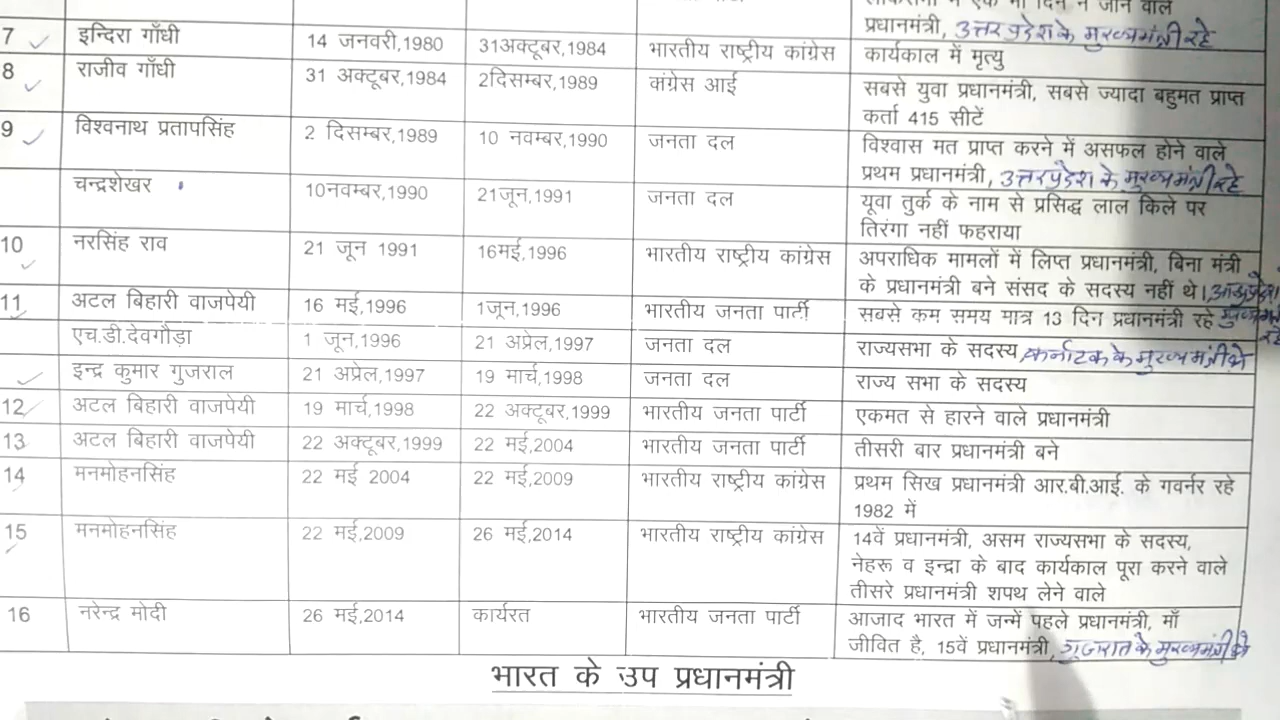 प्रधानमंत्री, उत्तर प्रदेश के मुख्यमंत्री रहे
7 इन्दिरा गाँधी 14 जनवरी,1980 31अक्टूबर,1984 भारतीय राष्ट्रीय कांग्रेस कार्यकाल में मृत्यु
8 राजीव गाँधी 31 अक्टूबर,1984 2दिसम्बर,1989 कांग्रेस आई सबसे युवा प्रधानमंत्री, सबसे ज्यादा बहुमत प्राप्त
कर्ता 415 सीटें
9 विश्वनाथ प्रतापसिंह 2 दिसम्बर,1989 10 नवम्बर,1990 जनता दल विश्वास मत प्राप्त करने में असफल होने वाले
प्रथम प्रधानमंत्री, उत्तरप्रदेश के मुख्यमंत्री रहे
चन्द्रशेखर 10नवम्बर,1990 21जून,1991 जनता दल यूवा तुर्क के नाम से प्रसिद्ध लाल किले पर
तिरंगा नहीं फहराया
10 नरसिंह राव 21 जून 1991 16मई,1996 भारतीय राष्ट्रीय कांग्रेस अपराधिक मामलों में लिप्त प्रधानमंत्री, बिना मंत्री
के प्रधानमंत्री बने संसद के सदस्य नहीं थे।
11 अटल बिहारी वाजपेयी 16 मई,1996 1जून,1996 भारतीय जनता पार्टी सबसे कम समय मात्र 13 दिन प्रधानमंत्री रहे
एच.डी.देवगौड़ा 1 जून,1996 21 अप्रेल,1997 जनता दल राज्यसभा के सदस्य, कर्नाटक के मुख्यमंत्री थे
इन्द्र कुमार गुजराल 21 अप्रेल,1997 19 मार्च,1998 जनता दल राज्य सभा के सदस्य
12 अटल बिहारी वाजपेयी 19 मार्च,1998 22 अक्टूबर,1999 भारतीय जनता पार्टी एकमत से हारने वाले प्रधानमंत्री
13 अटल बिहारी वाजपेयी 22 अक्टूबर,1999 22 मई,2004 भारतीय जनता पार्टी तीसरी बार प्रधानमंत्री बने
14 मनमोहनसिंह 22 मई 2004 22 मई,2009 भारतीय राष्ट्रीय कांग्रेस प्रथम सिख प्रधानमंत्री आर.बी.आई. के गवर्नर रहे
1982 में
15 मनमोहनसिंह 22 मई,2009 26 मई,2014 भारतीय राष्ट्रीय कांग्रेस 14वें प्रधानमंत्री, असम राज्यसभा के सदस्य,
नेहरू व इन्द्रा के बाद कार्यकाल पूरा करने वाले
तीसरे प्रधानमंत्री शपथ लेने वाले
16 नरेन्द्र मोदी 26 मई,2014 कार्यरत भारतीय जनता पार्टी आजाद भारत में जन्में पहले प्रधानमंत्री, माँ
जीवित है, 15वें प्रधानमंत्री, गुजरात के मुख्यमंत्री थे
भारत के उप प्रधानमंत्री